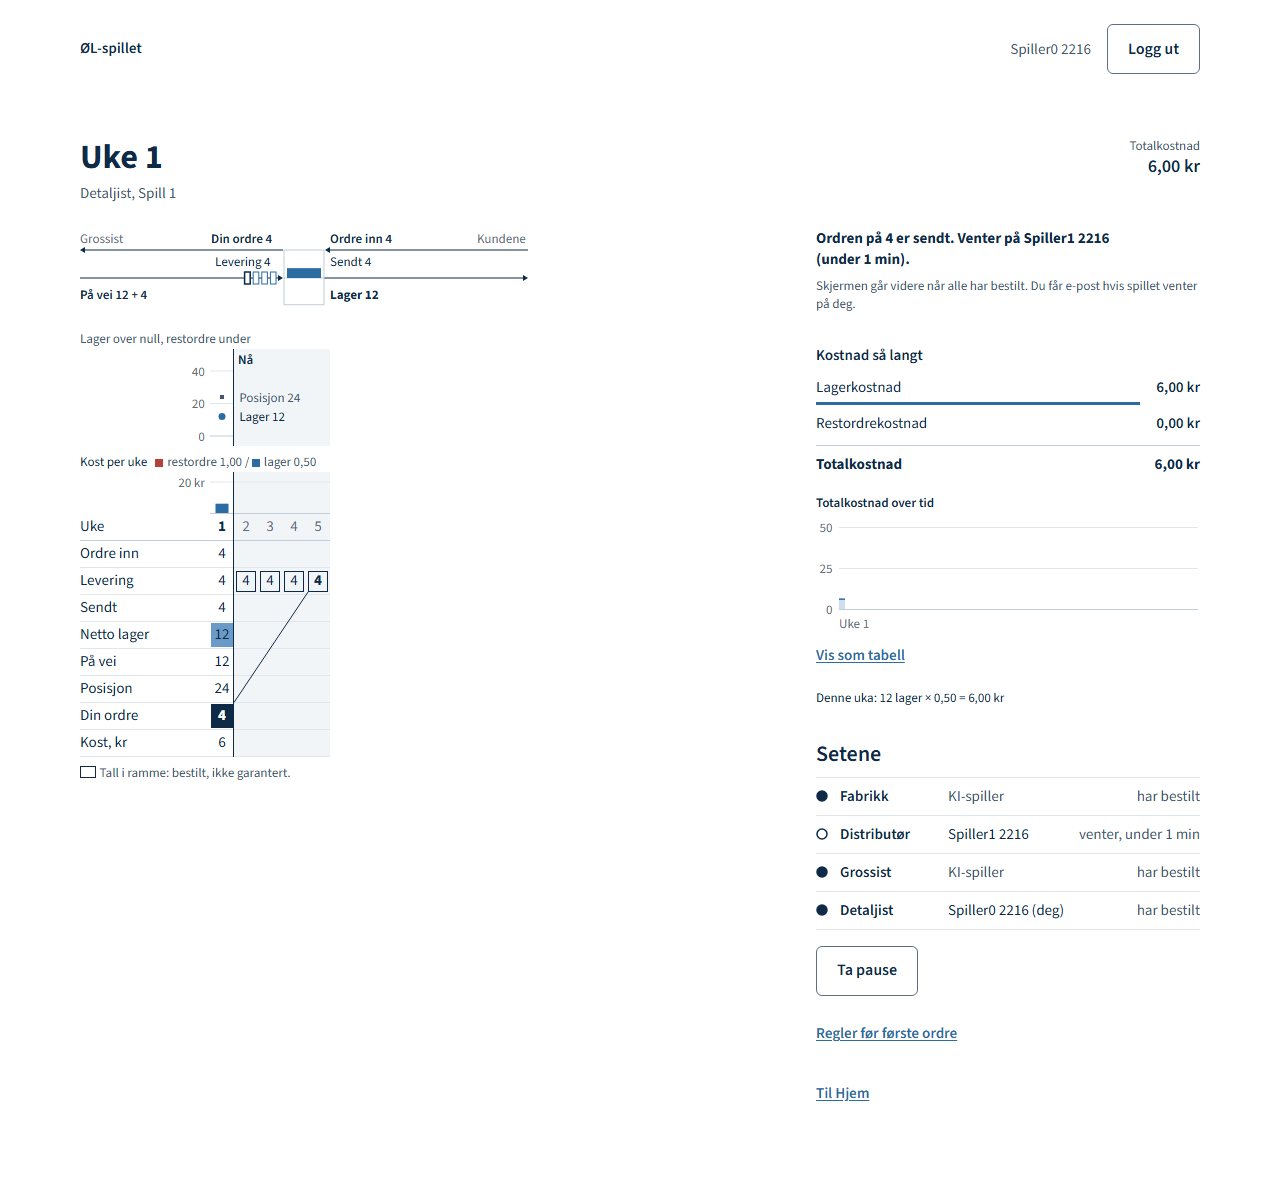 ØL-spillet
Spiller0 2216
Logg ut
Uke 1
Detaljist, Spill 1
Totalkostnad
6,00 kr
Grossist
Din ordre 4
Ordre inn 4
Kundene
Levering 4
Sendt 4
På vei 12 + 4
Lager 12
Lager over null, restordre under
Nå
40
20
0
Posisjon 24
Lager 12
Kost per uke restordre 1,00 / lager 0,50
20 kr
Uke 1 2 3 4 5
Ordre inn 4
Levering 4 4 4 4 4
Sendt 4
Netto lager 12
På vei 12
Posisjon 24
Din ordre 4
Kost, kr 6
Tall i ramme: bestilt, ikke garantert.
Ordren på 4 er sendt. Venter på Spiller1 2216
(under 1 min).
Skjermen går videre når alle har bestilt. Du får e-post hvis spillet venter
på deg.
Kostnad så langt
Lagerkostnad 6,00 kr
Restordrekostnad 0,00 kr
Totalkostnad 6,00 kr
Totalkostnad over tid
50
25
0
Uke 1
Vis som tabell
Denne uka: 12 lager × 0,50 = 6,00 kr
Setene
Fabrikk KI-spiller har bestilt
Distributør Spiller1 2216 venter, under 1 min
Grossist KI-spiller har bestilt
Detaljist Spiller0 2216 (deg) har bestilt
Ta pause
Regler før første ordre
Til Hjem